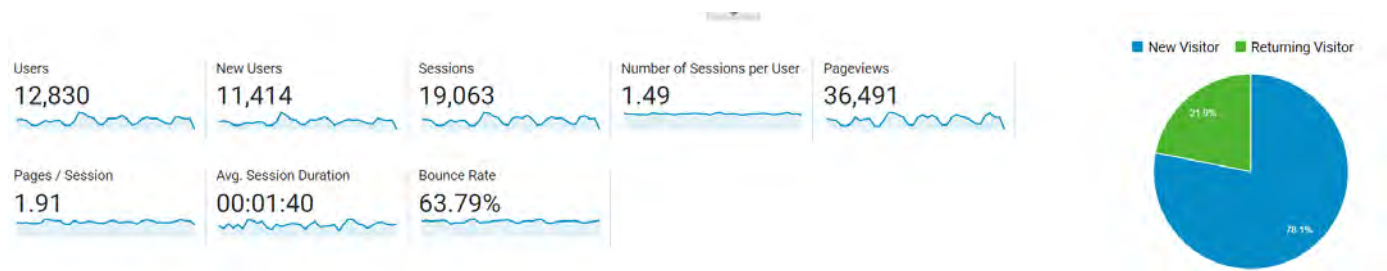 Users
12,830
New Users
11,414
Sessions
19,063
Number of Sessions per User
1.49
Pageviews
36,491
Pages / Session
1.91
Avg. Session Duration
00:01:40
Bounce Rate
63.79%
New Visitor
Returning Visitor
21.9%
78.1%